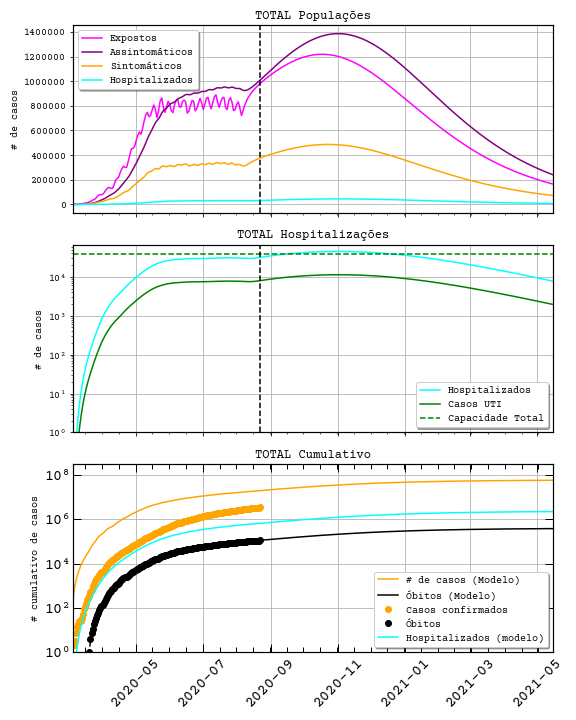 TOTAL Populações
1400000
1200000
1000000
800000
600000
400000
200000
0
# de casos
Expostos
Assintomáticos
Sintomáticos
Hospitalizados
TOTAL Hospitalizações
10⁴
10³
10²
10¹
10⁰
# de casos
Hospitalizados
Casos UTI
Capacidade Total
TOTAL Cumulativo
10⁸
10⁶
10⁴
10²
10⁰
# cumulativo de casos
# de casos (Modelo)
Óbitos (Modelo)
Casos confirmados
Óbitos
Hospitalizados (modelo)
2020-05
2020-07
2020-09
2020-11
2021-01
2021-03
2021-05